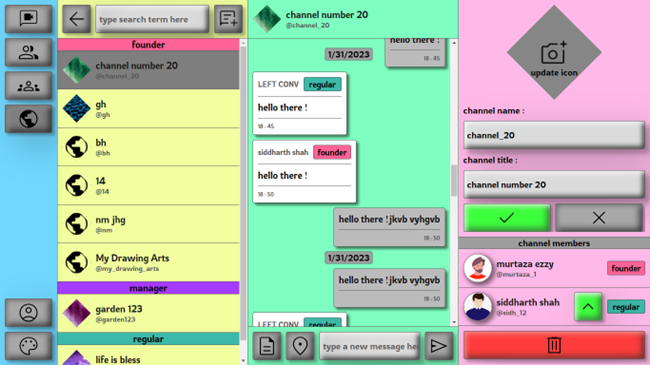 type search term here
founder
channel number 20
@channel_20
gh
@gh
bh
@bh
14
@14
nm jhg
@nm
My Drawing Arts
@my_drawing_arts
manager
garden 123
@garden123
regular
life is bless
channel number 20
@channel_20
hello there !
18 : 45
1/31/2023
LEFT CONV regular
hello there !
18 : 45
siddharth shah founder
hello there !
18 : 50
hello there !jkvb vyhgvb
18 : 50
1/31/2023
hello there !jkvb vyhgvb
18 : 50
LEFT CONV regular
type a new message her
update icon
channel name :
channel_20
channel title :
channel number 20
channel members
murtaza ezzy
@murtaza_1
founder
siddharth shah
@sidh_12
regular